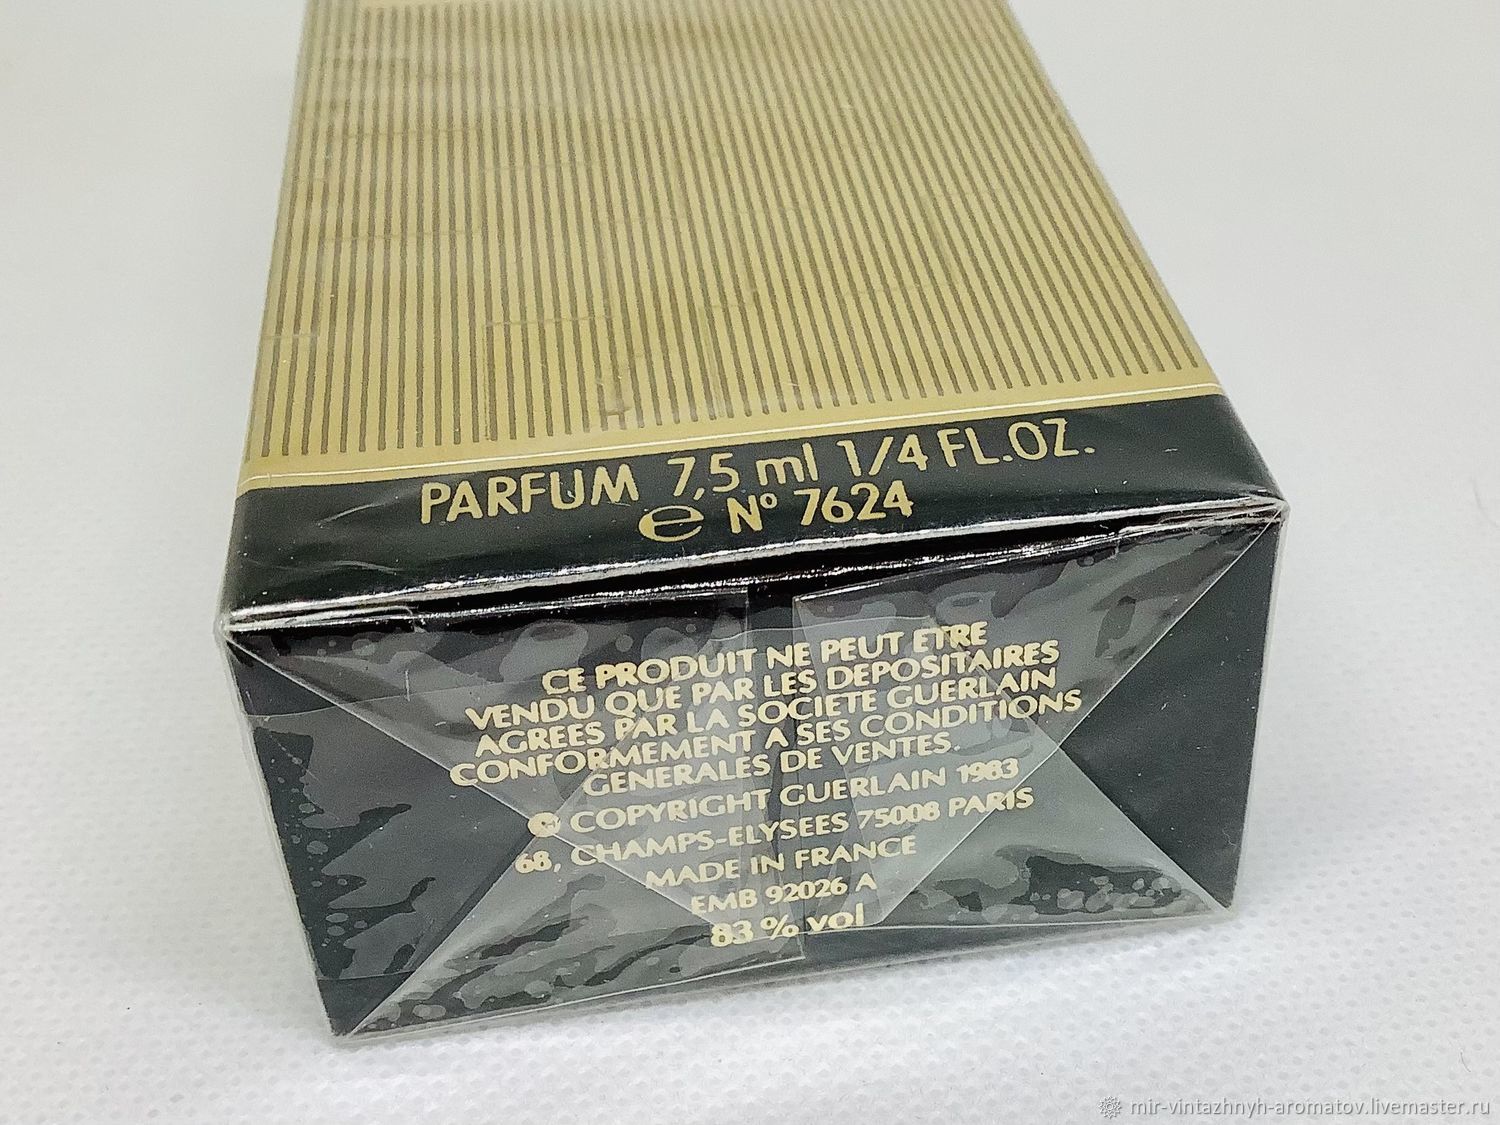 PARFUM 7,5 ml 1/4 FL.OZ.
e Nº 7624
CE PRODUIT NE PEUT ETRE
VENDU QUE PAR LES DEPOSITAIRES
AGREES PAR LA SOCIETE GUERLAIN
CONFORMEMENT A SES CONDITIONS
GENERALES DE VENTES.
© COPYRIGHT GUERLAIN 1983
68, CHAMPS-ELYSEES 75008 PARIS
MADE IN FRANCE
EMB 92026 A
83 % vol
mir-vintazhnyh-aromatov.livemaster.ru